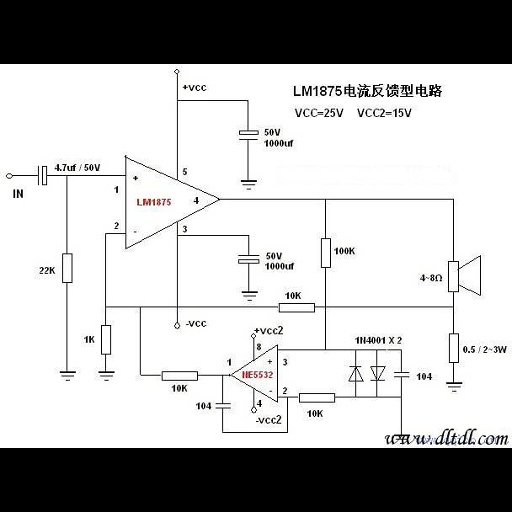 LM1875电流反馈型电路
VCC=25V VCC2=15V
+VCC
50V
1000uf
4.7uf / 50V
IN
1
+
5
LM1875
4
2
-
3
50V
1000uf
22K
100K
4~8Ω
10K
-VCC
1K
+VCC2
1N4001 X 2
0.5 / 2~3W
8
1
+
3
NE5532
10K
-
2
104
104
4
10K
-VCC2
www.dltdl.com